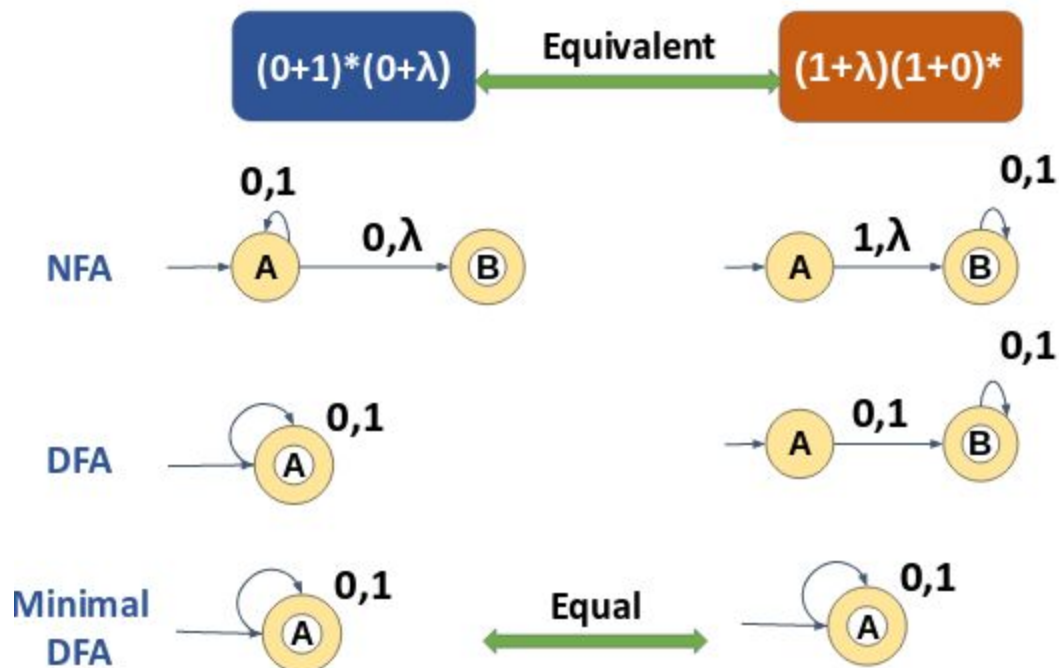 (0+1)*(0+λ)
Equivalent
(1+λ)(1+0)*
0,1
0,1
NFA
A
0,λ
B
A
1,λ
B
0,1
DFA
A
0,1
A
0,1
B
Minimal
DFA
A
0,1
Equal
A
0,1